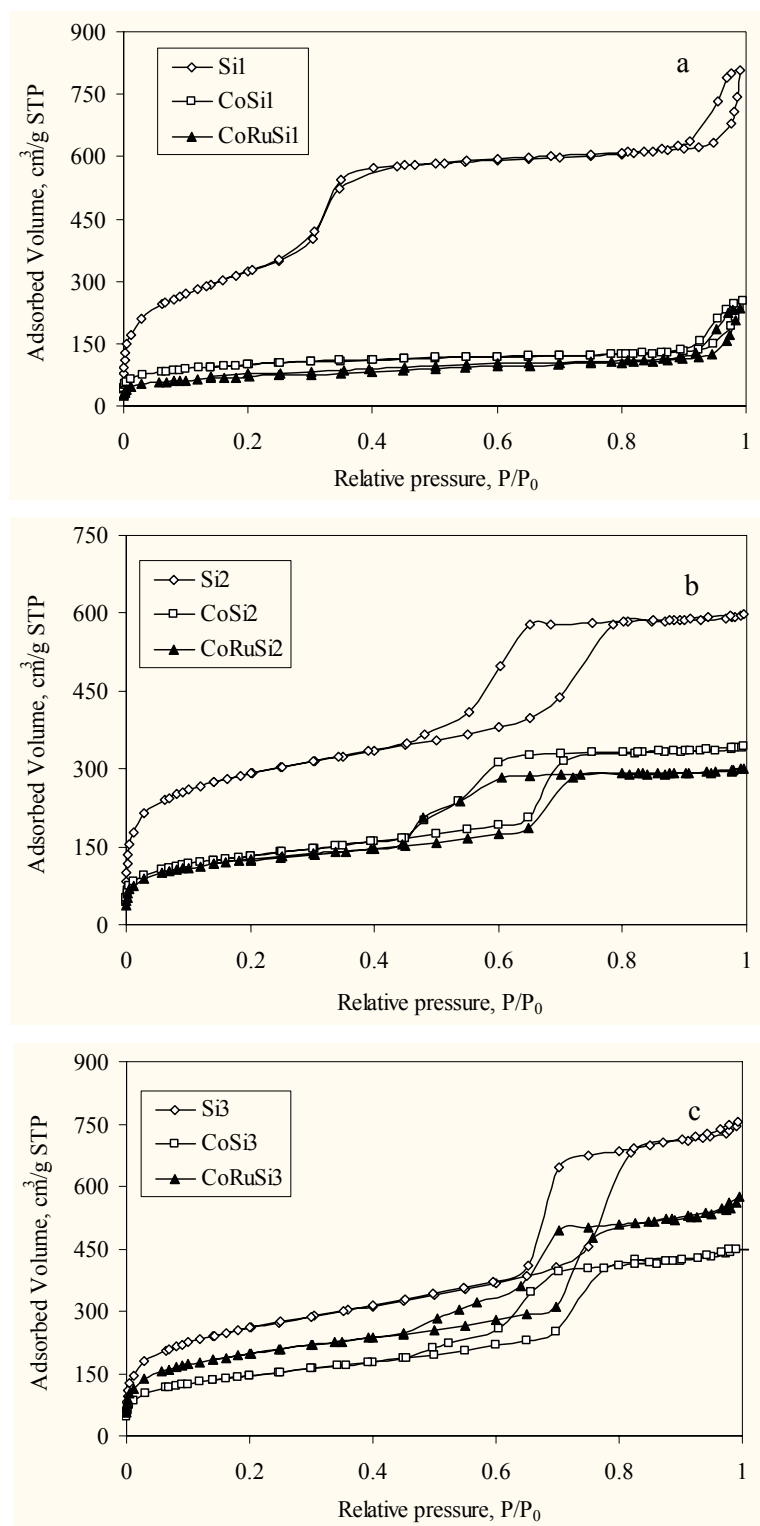 900
750
600
450
300
150
0
Adsorbed Volume, cm³/g STP
Si1
CoSi1
CoRuSi1
a
0 0.2 0.4 0.6 0.8 1
Relative pressure, P/P₀
750
600
450
300
150
0
Adsorbed Volume, cm³/g STP
Si2
CoSi2
CoRuSi2
b
0 0.2 0.4 0.6 0.8 1
Relative pressure, P/P₀
900
750
600
450
300
150
0
Adsorbed Volume, cm³/g STP
Si3
CoSi3
CoRuSi3
c
0 0.2 0.4 0.6 0.8 1
Relative pressure, P/P₀